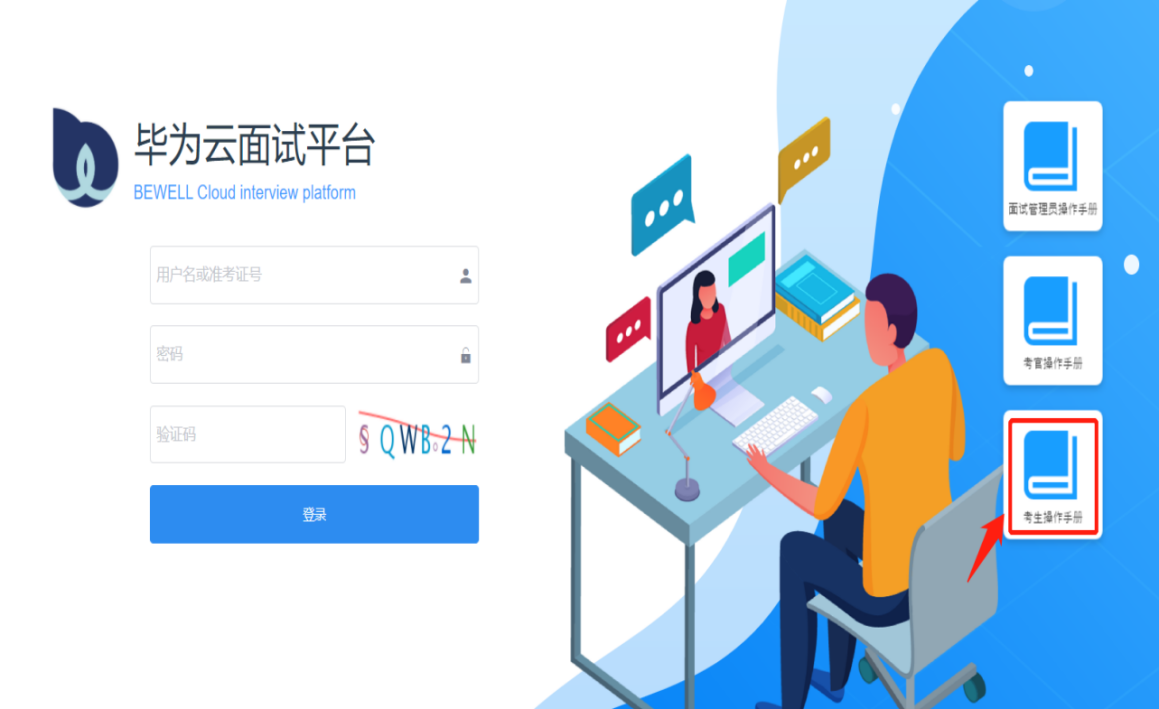 毕为云面试平台
BEWELL Cloud interview platform
用户名或准考证号
密码
验证码
SQWB.2N
登录
面试管理员操作手册
考官操作手册
考生操作手册